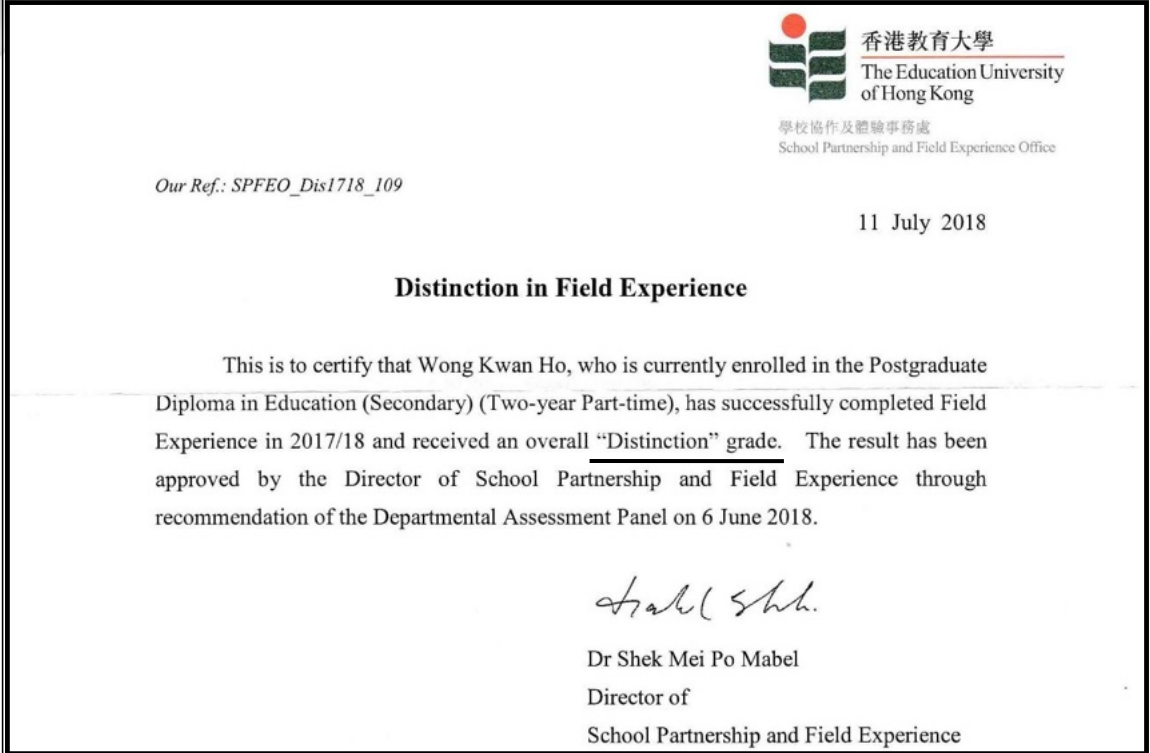 香港教育大學
The Education University
of Hong Kong
學校協作及體驗事務處
School Partnership and Field Experience Office
Our Ref.: SPFEO_Dis1718_109
11 July 2018
Distinction in Field Experience
This is to certify that Wong Kwan Ho, who is currently enrolled in the Postgraduate
Diploma in Education (Secondary) (Two-year Part-time), has successfully completed Field
Experience in 2017/18 and received an overall “Distinction” grade. The result has been
approved by the Director of School Partnership and Field Experience through
recommendation of the Departmental Assessment Panel on 6 June 2018.
Dr Shek Mei Po Mabel
Director of
School Partnership and Field Experience